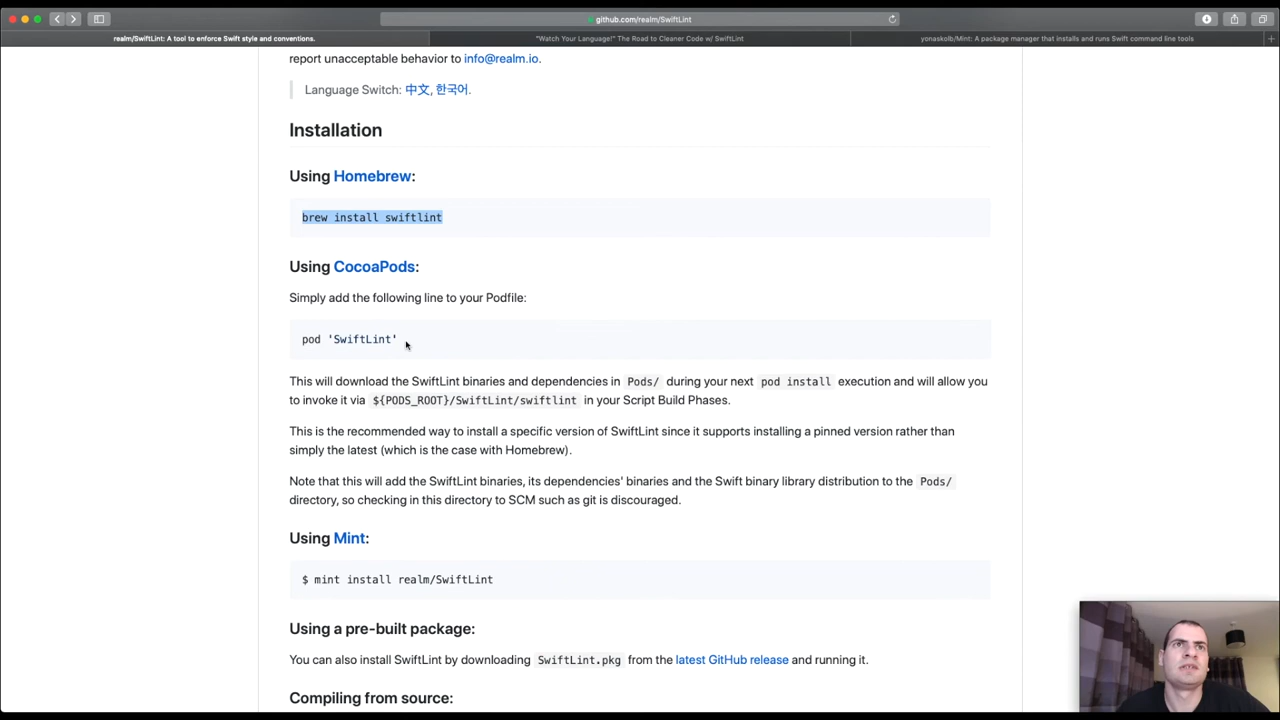 github.com/realm/SwiftLint
realm/SwiftLint: A tool to enforce Swift style and conventions.
"Watch Your Language!" The Road to Cleaner Code w/ SwiftLint
yonaskolb/Mint: A package manager that installs and runs Swift command line tools
report unacceptable behavior to info@realm.io.
Language Switch: 中文, 한국어.
Installation
Using Homebrew:
brew install swiftlint
Using CocoaPods:
Simply add the following line to your Podfile:
pod 'SwiftLint'
This will download the SwiftLint binaries and dependencies in Pods/ during your next pod install execution and will allow you
to invoke it via ${PODS_ROOT}/SwiftLint/swiftlint in your Script Build Phases.
This is the recommended way to install a specific version of SwiftLint since it supports installing a pinned version rather than
simply the latest (which is the case with Homebrew).
Note that this will add the SwiftLint binaries, its dependencies' binaries and the Swift binary library distribution to the Pods/
directory, so checking in this directory to SCM such as git is discouraged.
Using Mint:
$ mint install realm/SwiftLint
Using a pre-built package:
You can also install SwiftLint by downloading SwiftLint.pkg from the latest GitHub release and running it.
Compiling from source: